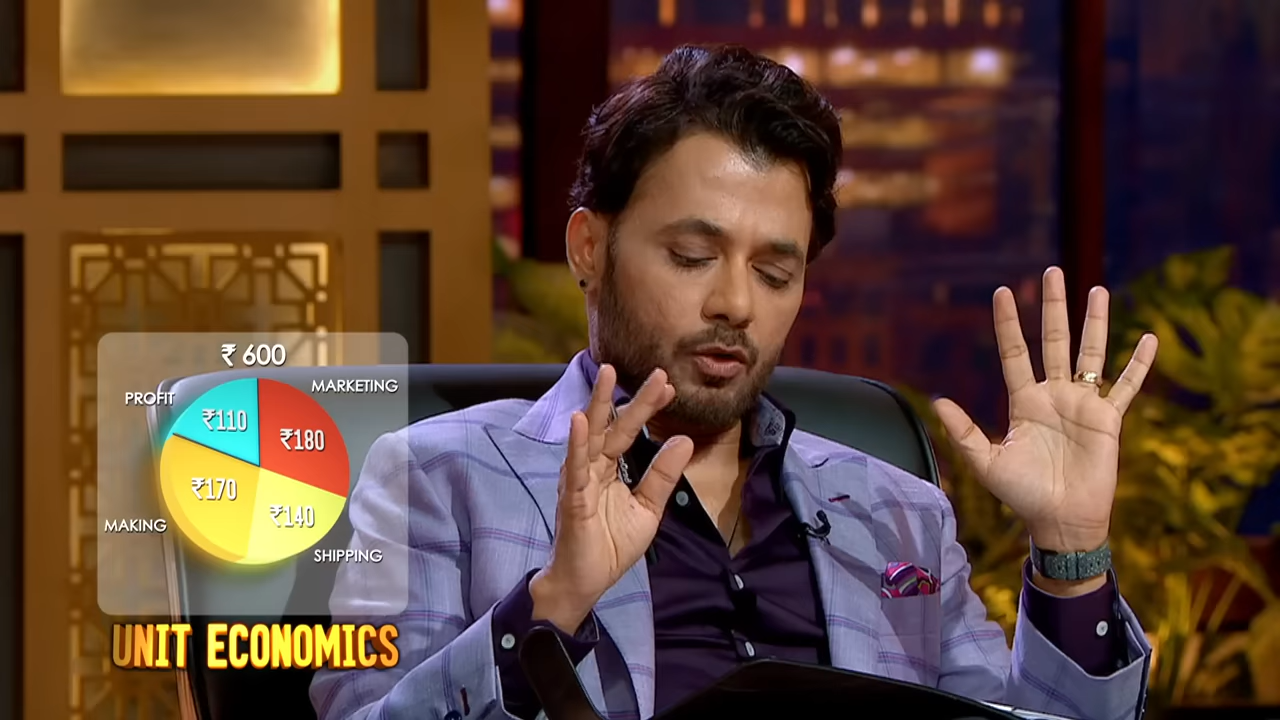 ₹ 600
PROFIT
MARKETING
₹110
₹180
₹170
₹140
MAKING
SHIPPING
UNIT ECONOMICS